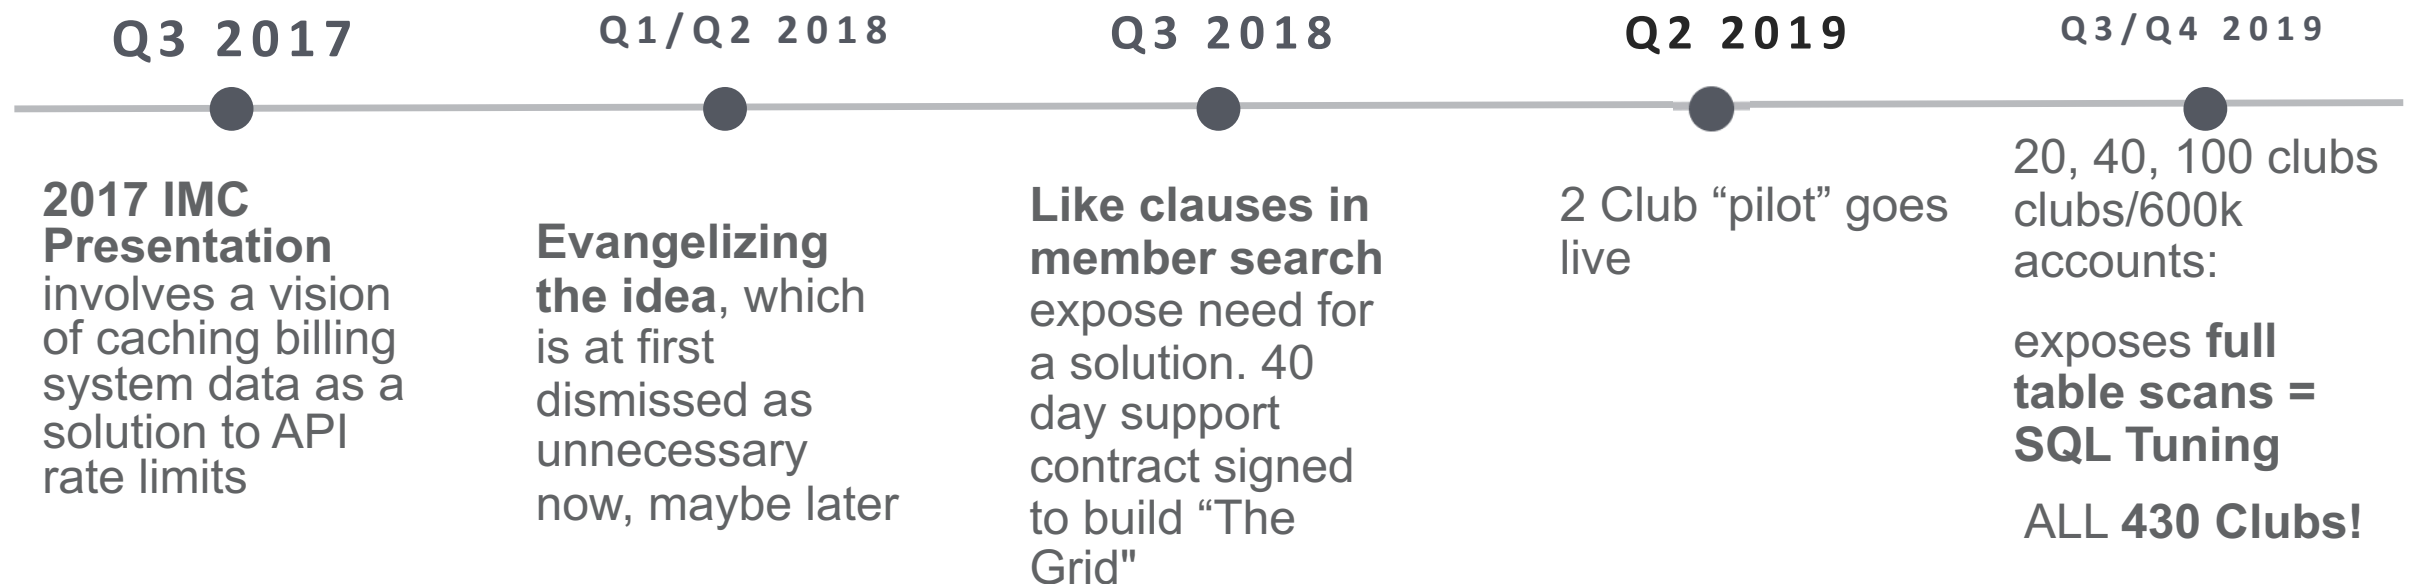 Q3 2017
2017 IMC
Presentation
involves a vision
of caching billing
system data as a
solution to API
rate limits
Q1/Q2 2018
Evangelizing
the idea, which
is at first
dismissed as
unnecessary
now, maybe later
Q3 2018
Like clauses in
member search
expose need for
a solution. 40
day support
contract signed
to build “The
Grid"
Q2 2019
2 Club “pilot” goes
live
Q3/Q4 2019
20, 40, 100 clubs
clubs/600k
accounts:
exposes full
table scans =
SQL Tuning
ALL 430 Clubs!